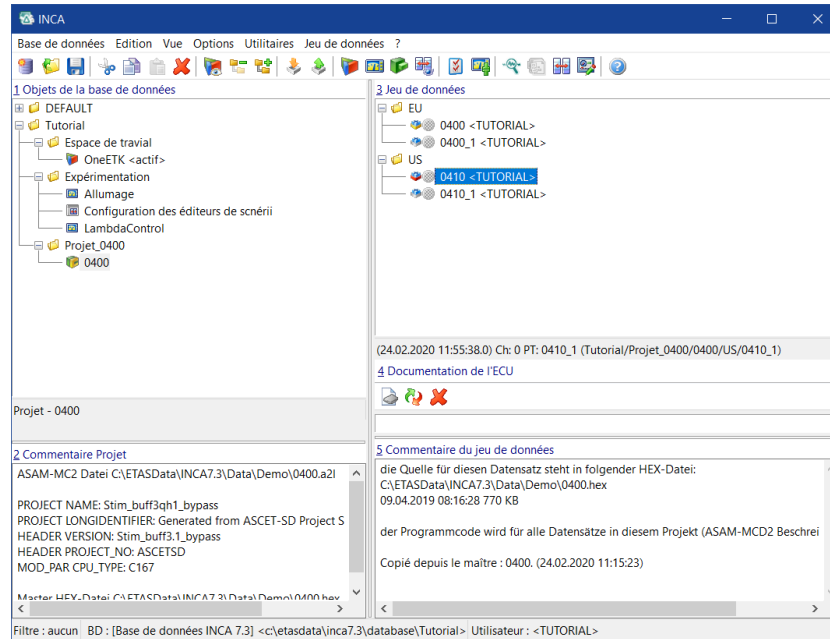 INCA
Base de données Edition Vue Options Utilitaires Jeu de données ?
1 Objets de la base de données
DEFAULT
Tutorial
Espace de travial
OneETK <actif>
Expérimentation
Allumage
Configuration des éditeurs de scnérii
LambdaControl
Projet_0400
0400
Projet - 0400
2 Commentaire Projet
ASAM-MC2 Datei C:\ETASData\INCA7.3\Data\Demo\0400.a2l
PROJECT NAME: Stim_buff3qh1_bypass
PROJECT LONGIDENTIFIER: Generated from ASCET-SD Project S
HEADER VERSION: Stim_buff3.1_bypass
HEADER PROJECT_NO: ASCETSD
MOD_PAR CPU_TYPE: C167
Master HEX-Datei C:\ETASData\INCA7.3\Data\Demo\0400.hex
3 Jeu de données
EU
0400 <TUTORIAL>
0400_1 <TUTORIAL>
US
0410 <TUTORIAL>
0410_1 <TUTORIAL>
(24.02.2020 11:55:38.0) Ch: 0 PT: 0410_1 (Tutorial/Projet_0400/0400/US/0410_1)
4 Documentation de l'ECU
5 Commentaire du jeu de données
die Quelle für diesen Datensatz steht in folgender HEX-Datei:
C:\ETASData\INCA7.3\Data\Demo\0400.hex
09.04.2019 08:16:28 770 KB
der Programmcode wird für alle Datensätze in diesem Projekt (ASAM-MCD2 Beschrei
Copié depuis le maître : 0400. (24.02.2020 11:15:23)
Filtre : aucun BD : [Base de données INCA 7.3] <c:\etasdata\inca7.3\database\Tutorial> Utilisateur : <TUTORIAL>